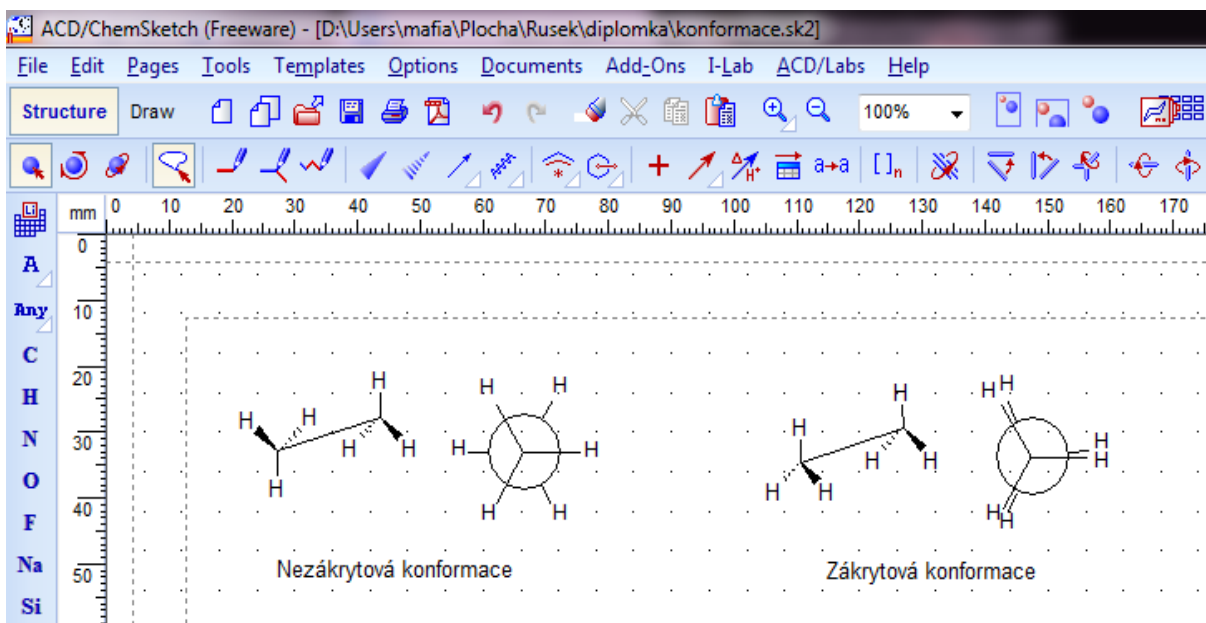 ACD/ChemSketch (Freeware) - [D:\Users\mafia\Plocha\Rusek\diplomka\konformace.sk2]
File Edit Pages Tools Templates Options Documents Add-Ons I-Lab ACD/Labs Help
Structure Draw 100%
a→a [ ]n
mm 0 10 20 30 40 50 60 70 80 90 100 110 120 130 140 150 160 170
Li
0
A
Any 10
C
20
H
N 30
O
40
F
Na 50
Si
H H H H H H
H H H H H H
H H H H H H
H H H H H H
Nezákrytová konformace Zákrytová konformace